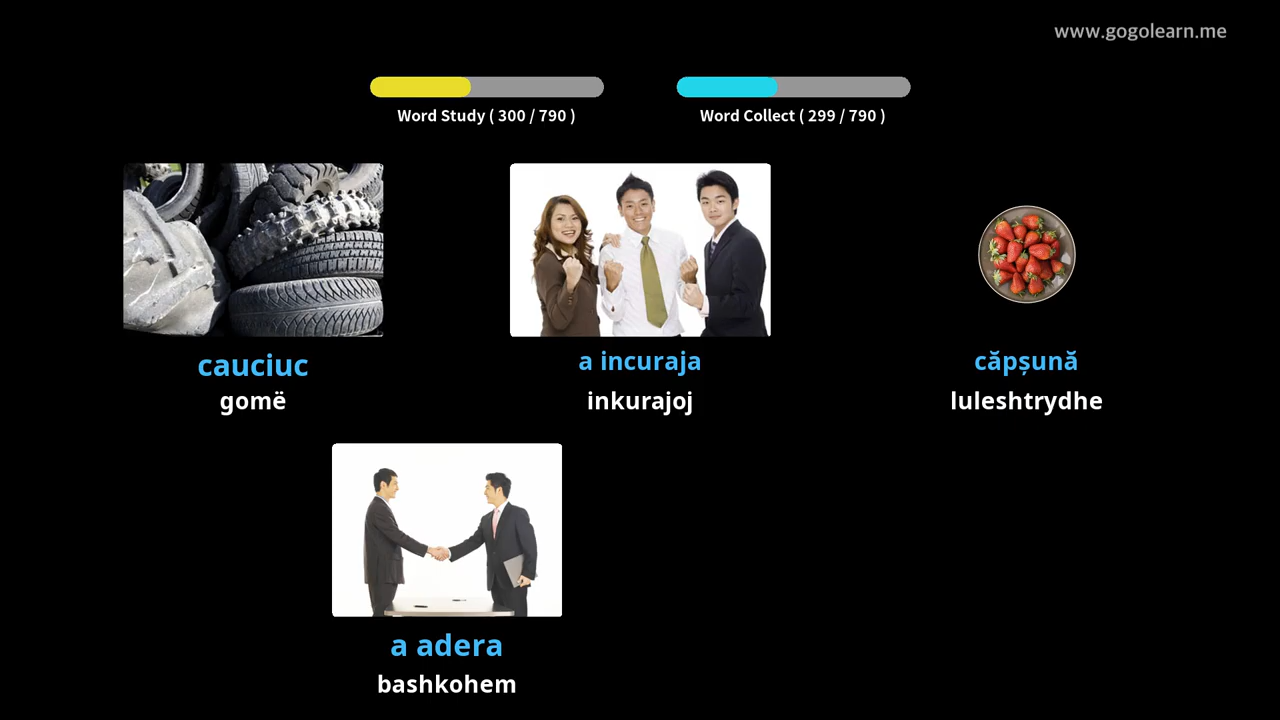 www.gogolearn.me
Word Study ( 300 / 790 )
Word Collect ( 299 / 790 )
cauciuc
gomë
a incuraja
inkurajoj
căpșună
luleshtrydhe
a adera
bashkohem